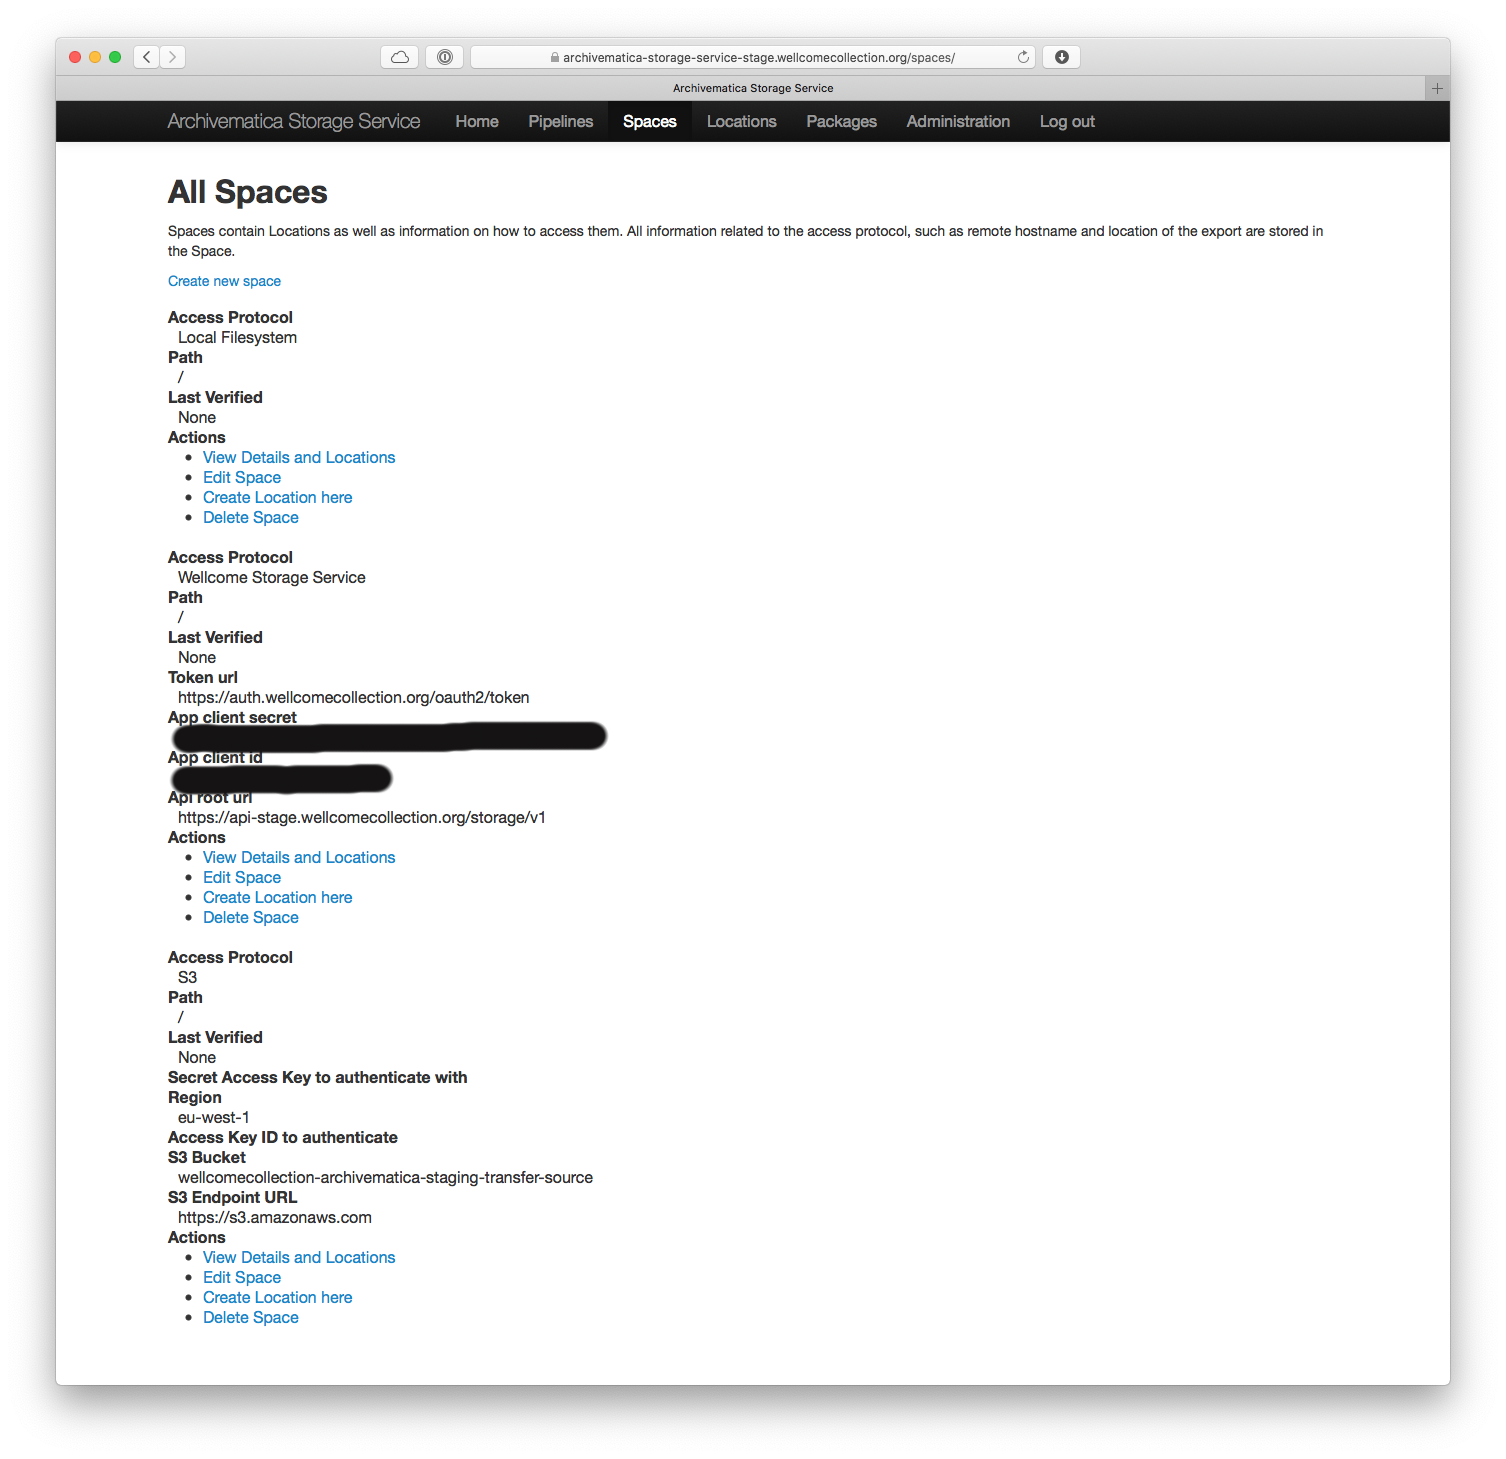 archivematica-storage-service-stage.wellcomecollection.org/spaces/
Archivematica Storage Service
Archivematica Storage Service Home Pipelines Spaces Locations Packages Administration Log out
All Spaces
Spaces contain Locations as well as information on how to access them. All information related to the access protocol, such as remote hostname and location of the export are stored in
the Space.
Create new space
Access Protocol
Local Filesystem
Path
/
Last Verified
None
Actions
View Details and Locations
Edit Space
Create Location here
Delete Space
Access Protocol
Wellcome Storage Service
Path
/
Last Verified
None
Token url
https://auth.wellcomecollection.org/oauth2/token
App client secret
App client id
Api root url
https://api-stage.wellcomecollection.org/storage/v1
Actions
View Details and Locations
Edit Space
Create Location here
Delete Space
Access Protocol
S3
Path
/
Last Verified
None
Secret Access Key to authenticate with
Region
eu-west-1
Access Key ID to authenticate
S3 Bucket
wellcomecollection-archivematica-staging-transfer-source
S3 Endpoint URL
https://s3.amazonaws.com
Actions
View Details and Locations
Edit Space
Create Location here
Delete Space